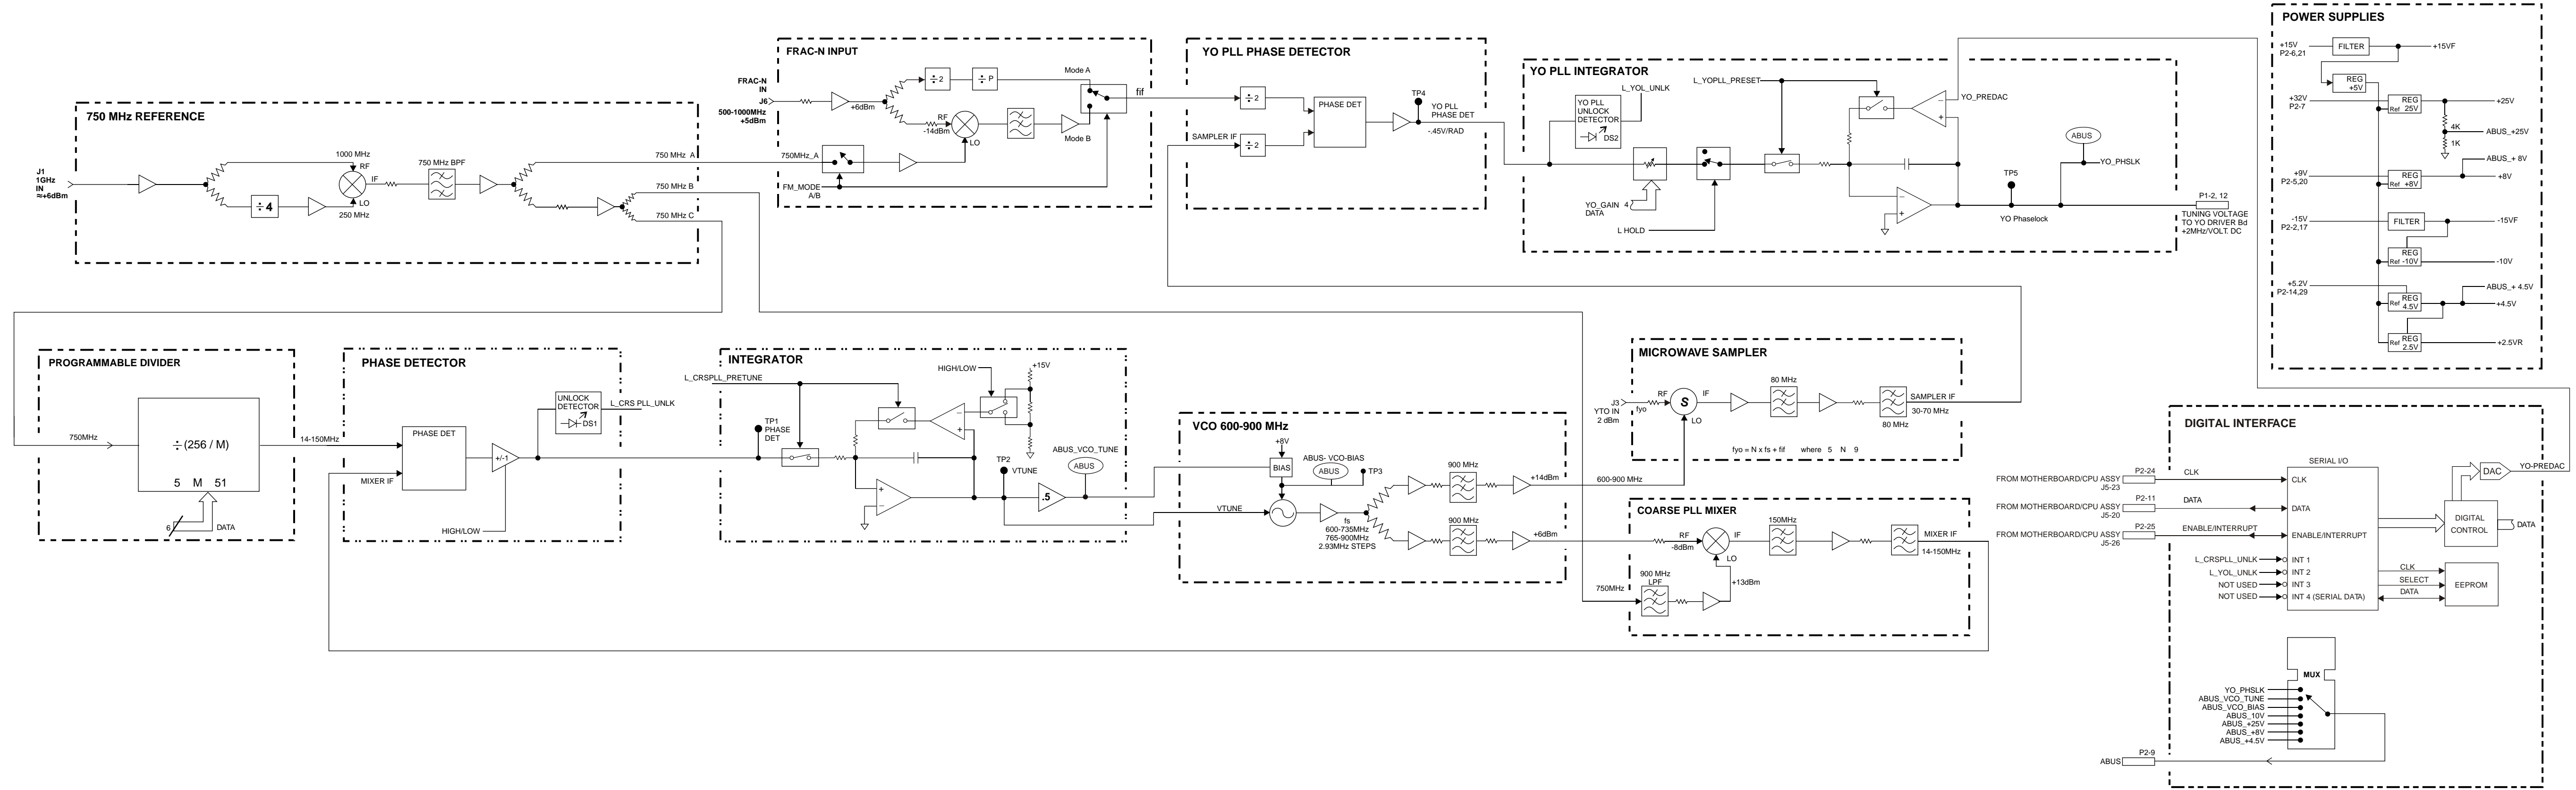 750 MHz REFERENCE
J1
1GHz
IN
≈+6dBm
÷4
1000 MHz
RF
IF
LO
250 MHz
750 MHz BPF
750 MHz A
750 MHz B
750 MHz C
FRAC-N INPUT
FRAC-N
IN
J6
500-1000MHz
+5dBm
+6dBm
÷2
÷P
Mode A
RF
-14dBm
LO
Mode B
750MHz_A
FM_MODE
A/B
fif
YO PLL PHASE DETECTOR
÷2
SAMPLER IF
÷2
PHASE DET
TP4
YO PLL
PHASE DET
-.45V/RAD
YO PLL INTEGRATOR
L_YOPLL_PRESET
L_YOL_UNLK
YO PLL
UNLOCK
DETECTOR
DS2
YO_GAIN 4
DATA
L HOLD
−
+
YO_PREDAC
−
+
TP5
YO Phaselock
ABUS
YO_PHSLK
P1-2, 12
TUNING VOLTAGE
TO YO DRIVER Bd
+2MHz/VOLT. DC
POWER SUPPLIES
+15V
P2-6,21
FILTER
+15VF
REG
+5V
+32V
P2-7
REG
Ref 25V
+25V
4K
ABUS_+25V
1K
ABUS_+ 8V
+9V
P2-5,20
REG
Ref +8V
+8V
-15V
P2-2,17
FILTER
-15VF
REG
Ref -10V
-10V
+5.2V
P2-14,29
ABUS_+ 4.5V
REG
Ref 4.5V
+4.5V
REG
Ref 2.5V
+2.5VR
PROGRAMMABLE DIVIDER
750MHz
÷(256 / M)
5 M 51
6
DATA
14-150MHz
PHASE DETECTOR
PHASE DET
MIXER IF
+/-1
HIGH/LOW
UNLOCK
DETECTOR
DS1
L_CRS PLL_UNLK
INTEGRATOR
L_CRSPLL_PRETUNE
TP1
PHASE
DET
HIGH/LOW
+15V
−
+
+
−
TP2
VTUNE
.5
ABUS_VCO_TUNE
ABUS
VCO 600-900 MHz
+8V
BIAS
ABUS- VCO-BIAS
ABUS
TP3
VTUNE
fs
600-735MHz
765-900MHz
2.93MHz STEPS
900 MHz
+14dBm
900 MHz
+6dBm
600-900 MHz
MICROWAVE SAMPLER
J3
YTO IN
2 dBm
RF
fyo
S
IF
LO
80 MHz
80 MHz
SAMPLER IF
30-70 MHz
fyo = N x fs + fif where 5 N 9
COARSE PLL MIXER
RF
-8dBm
IF
LO
+13dBm
150MHz
MIXER IF
14-150MHz
750MHz
900 MHz
LPF
DIGITAL INTERFACE
SERIAL I/O
P2-24
FROM MOTHERBOARD/CPU ASSY
J5-23
CLK
CLK
P2-11
FROM MOTHERBOARD/CPU ASSY
J5-20
DATA
DATA
P2-25
FROM MOTHERBOARD/CPU ASSY
J5-26
ENABLE/INTERRUPT
ENABLE/INTERRUPT
L_CRSPLL_UNLK
INT 1
L_YOL_UNLK
INT 2
NOT USED
INT 3
NOT USED
INT 4 (SERIAL DATA)
DAC
YO-PREDAC
DIGITAL
CONTROL
DATA
CLK
SELECT
DATA
EEPROM
MUX
YO_PHSLK
ABUS_VCO_TUNE
ABUS_VCO_BIAS
ABUS_10V
ABUS_+25V
ABUS_+8V
ABUS_+4.5V
P2-9
ABUS